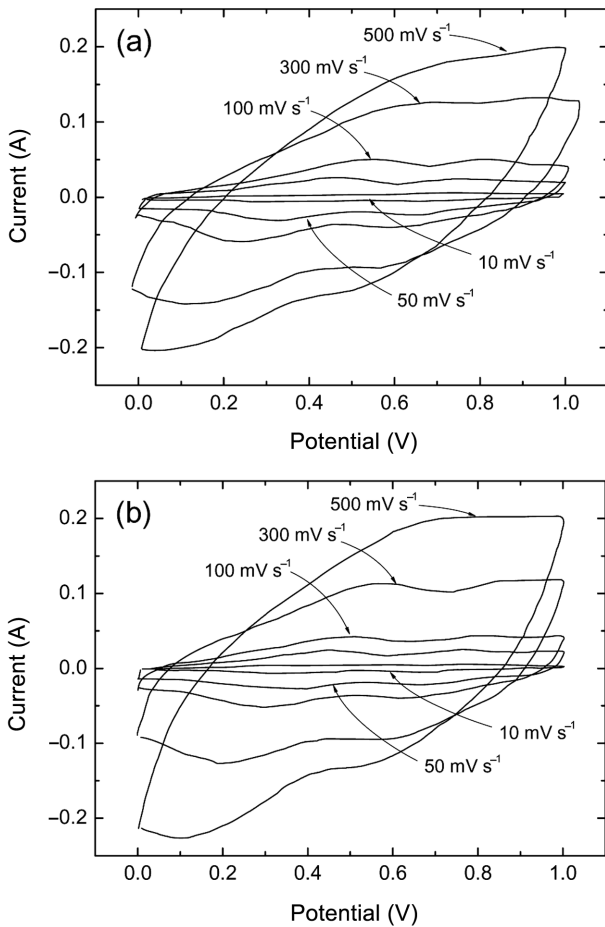 (a)
500 mV s⁻¹
300 mV s⁻¹
100 mV s⁻¹
10 mV s⁻¹
50 mV s⁻¹
0.2
0.1
0.0
−0.1
−0.2
Current (A)
0.0 0.2 0.4 0.6 0.8 1.0
Potential (V)
(b)
500 mV s⁻¹
300 mV s⁻¹
100 mV s⁻¹
10 mV s⁻¹
50 mV s⁻¹
0.2
0.1
0.0
−0.1
−0.2
Current (A)
0.0 0.2 0.4 0.6 0.8 1.0
Potential (V)